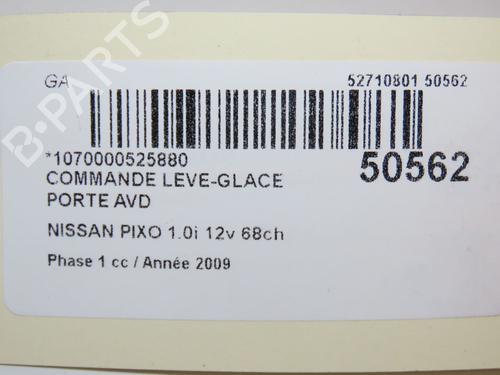 GA 52710801 50562
*1070000525880 50562
COMMANDE LEVE-GLACE
PORTE AVD
NISSAN PIXO 1.0i 12v 68ch
Phase 1 cc / Année 2009
B-PARTS